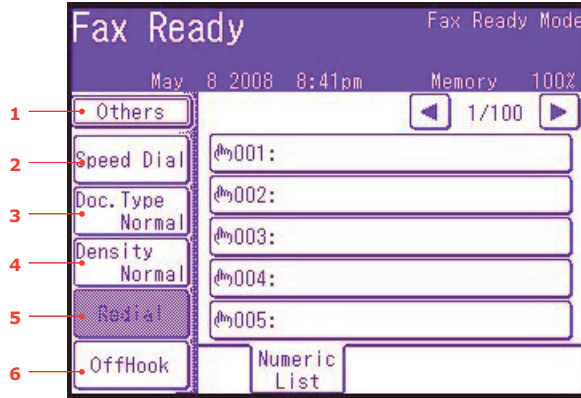 Fax Ready
Fax Ready Mode
May 8 2008 8:41pm Memory 100%
1 Others
1/100
2 Speed Dial
001:
3 Doc.Type
Normal
002:
003:
4 Density
Normal
004:
5 Redial
005:
6 OffHook
Numeric
List